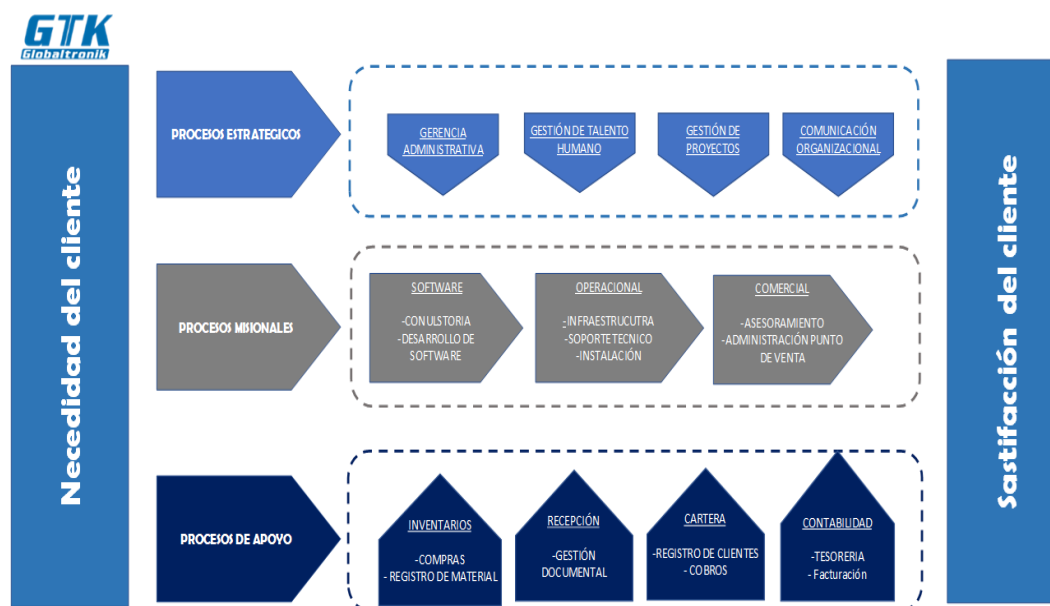 GTK
Globaltronik
Necedidad del cliente
PROCESOS ESTRATEGICOS
GERENCIA
ADMINISTRATIVA
GESTIÓN DE TALENTO
HUMANO
GESTIÓN DE
PROYECTOS
COMUNICACIÓN
ORGANIZACIONAL
PROCESOS MISIONALES
SOFTWARE
-CONULSTORIA
-DESARROLLO DE
SOFTWARE
OPERACIONAL
-INFRAESTRUCUTRA
-SOPORTE TECNICO
-INSTALACIÓN
COMERCIAL
-ASESORAMIENTO
-ADMINISTRACIÓN PUNTO
DE VENTA
PROCESOS DE APOYO
INVENTARIOS
-COMPRAS
- REGISTRO DE MATERIAL
RECEPCIÓN
-GESTIÓN
DOCUMENTAL
CARTERA
-REGISTRO DE CLIENTES
- COBROS
CONTABILIDAD
-TESORERIA
- Facturación
Sastifacción del cliente